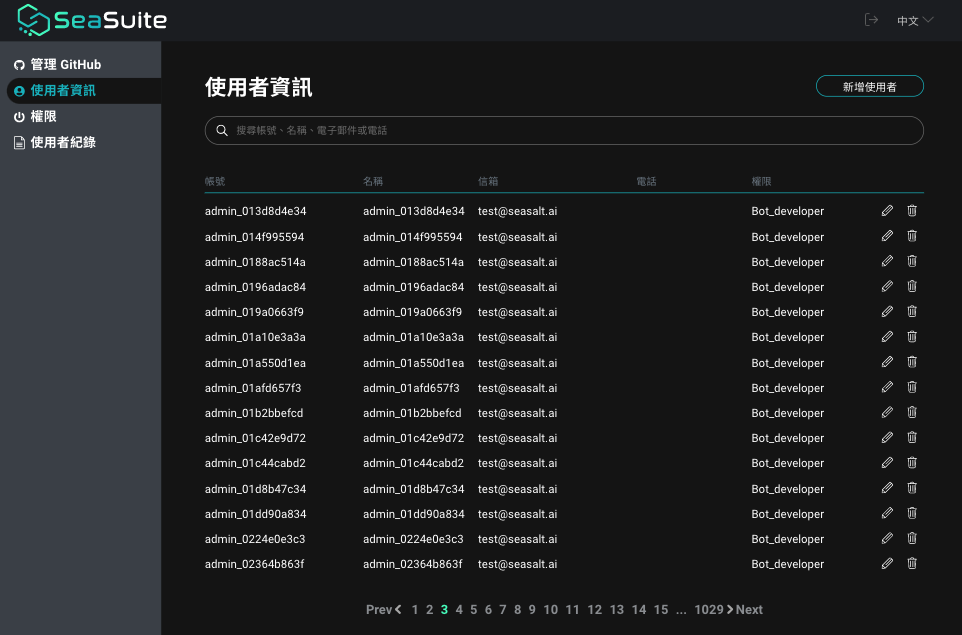 SeaSuite
中文
管理 GitHub
使用者資訊
權限
使用者紀錄
使用者資訊
新增使用者
搜尋帳號、名稱、電子郵件或電話
帳號 名稱 信箱 電話 權限
admin_013d8d4e34 admin_013d8d4e34 test@seasalt.ai Bot_developer
admin_014f995594 admin_014f995594 test@seasalt.ai Bot_developer
admin_0188ac514a admin_0188ac514a test@seasalt.ai Bot_developer
admin_0196adac84 admin_0196adac84 test@seasalt.ai Bot_developer
admin_019a0663f9 admin_019a0663f9 test@seasalt.ai Bot_developer
admin_01a10e3a3a admin_01a10e3a3a test@seasalt.ai Bot_developer
admin_01a550d1ea admin_01a550d1ea test@seasalt.ai Bot_developer
admin_01afd657f3 admin_01afd657f3 test@seasalt.ai Bot_developer
admin_01b2bbefcd admin_01b2bbefcd test@seasalt.ai Bot_developer
admin_01c42e9d72 admin_01c42e9d72 test@seasalt.ai Bot_developer
admin_01c44cabd2 admin_01c44cabd2 test@seasalt.ai Bot_developer
admin_01d8b47c34 admin_01d8b47c34 test@seasalt.ai Bot_developer
admin_01dd90a834 admin_01dd90a834 test@seasalt.ai Bot_developer
admin_0224e0e3c3 admin_0224e0e3c3 test@seasalt.ai Bot_developer
admin_02364b863f admin_02364b863f test@seasalt.ai Bot_developer
Prev 1 2 3 4 5 6 7 8 9 10 11 12 13 14 15 ... 1029 Next